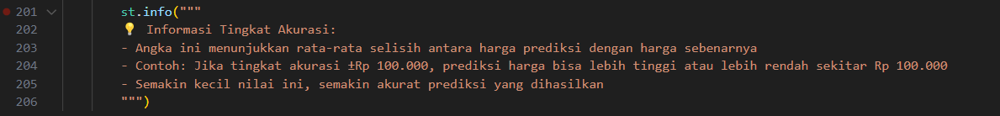 201 st.info("""
202 💡 Informasi Tingkat Akurasi:
203 - Angka ini menunjukkan rata-rata selisih antara harga prediksi dengan harga sebenarnya
204 - Contoh: Jika tingkat akurasi ±Rp 100.000, prediksi harga bisa lebih tinggi atau lebih rendah sekitar Rp 100.000
205 - Semakin kecil nilai ini, semakin akurat prediksi yang dihasilkan
206 """)